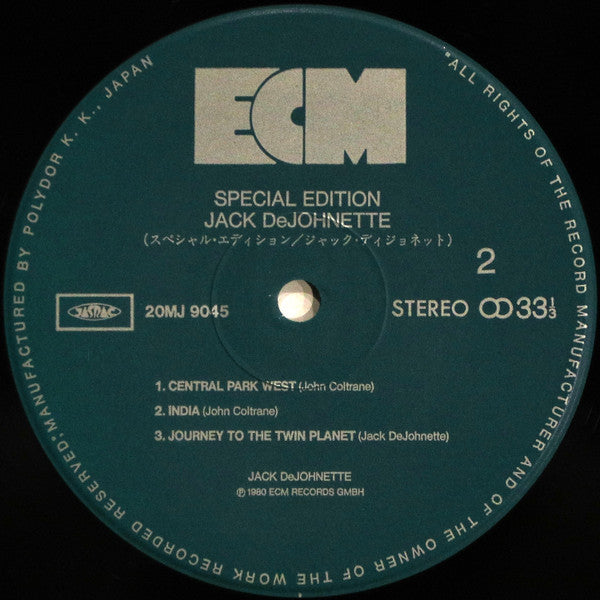 ECM
SPECIAL EDITION
JACK DeJOHNETTE
(スペシャル・エディション/ジャック・ディジョネット)
2
JASRAC
20MJ 9045
STEREO ㏇33⅓
1. CENTRAL PARK WEST (John Coltrane)
2. INDIA (John Coltrane)
3. JOURNEY TO THE TWIN PLANET (Jack DeJohnette)
JACK DeJOHNETTE
℗ 1980 ECM RECORDS GMBH
"ALL RIGHTS OF THE RECORD MANUFACTURER AND OF THE OWNER OF THE WORK RECORDED RESERVED" MANUFACTURED BY POLYDOR K. K., JAPAN